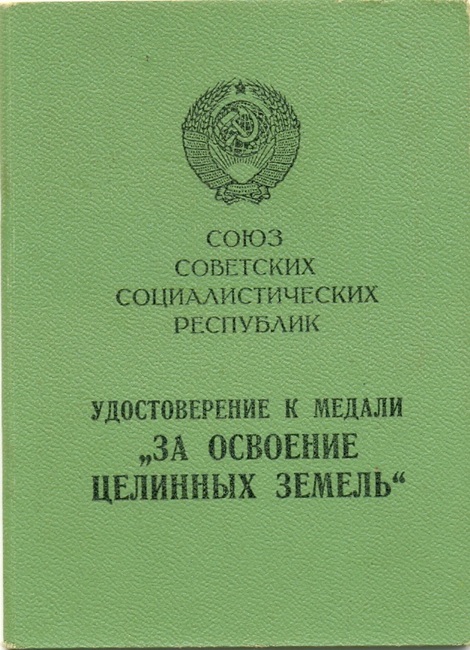 СОЮЗ
СОВЕТСКИХ
СОЦИАЛИСТИЧЕСКИХ
РЕСПУБЛИК
УДОСТОВЕРЕНИЕ К МЕДАЛИ
„ЗА ОСВОЕНИЕ
ЦЕЛИННЫХ ЗЕМЕЛЬ“